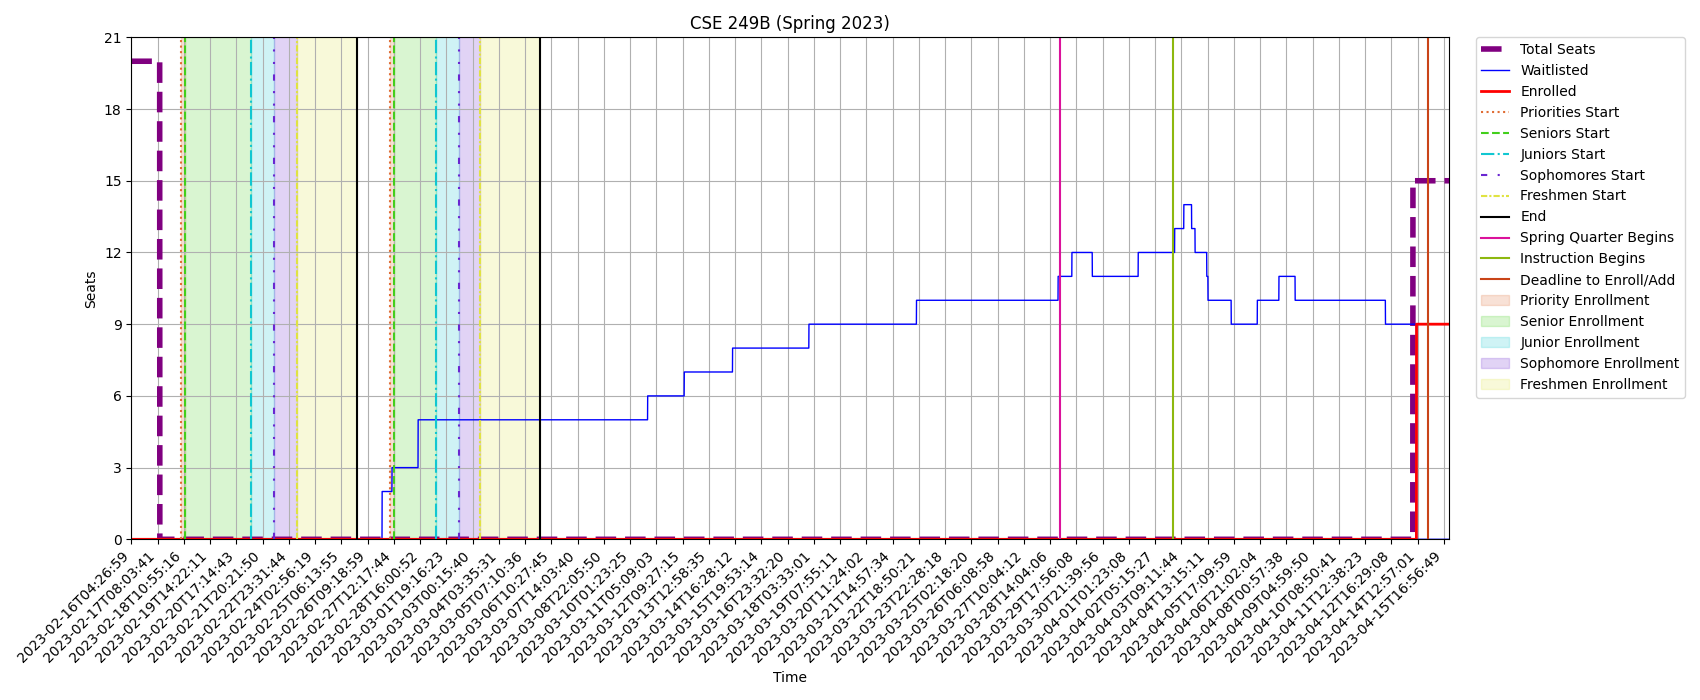 CSE 249B (Spring 2023)
21
18
15
12
9
6
3
0
Seats
2023-02-16T04:26:59
2023-02-17T08:03:41
2023-02-18T10:55:16
2023-02-19T14:22:11
2023-02-20T17:14:43
2023-02-21T20:21:50
2023-02-22T23:31:44
2023-02-24T02:56:19
2023-02-25T06:13:55
2023-02-26T09:18:59
2023-02-27T12:17:44
2023-02-28T16:00:52
2023-03-01T19:16:23
2023-03-03T00:15:40
2023-03-04T03:35:31
2023-03-05T07:10:36
2023-03-06T10:27:45
2023-03-07T14:03:40
2023-03-08T22:05:50
2023-03-10T01:23:25
2023-03-11T05:09:03
2023-03-12T09:27:15
2023-03-13T12:58:35
2023-03-14T16:28:12
2023-03-15T19:53:14
2023-03-16T23:32:20
2023-03-18T03:33:01
2023-03-19T07:55:11
2023-03-20T11:24:02
2023-03-21T14:57:34
2023-03-22T18:50:21
2023-03-23T22:28:18
2023-03-25T02:18:20
2023-03-26T06:08:58
2023-03-27T10:04:12
2023-03-28T14:04:06
2023-03-29T17:56:08
2023-03-30T21:39:56
2023-04-01T01:23:08
2023-04-02T05:15:27
2023-04-03T09:11:44
2023-04-04T13:15:11
2023-04-05T17:09:59
2023-04-06T21:02:04
2023-04-08T00:57:38
2023-04-09T04:59:50
2023-04-10T08:50:41
2023-04-11T12:38:23
2023-04-12T16:29:08
2023-04-14T12:57:01
2023-04-15T16:56:49
Time
Total Seats
Waitlisted
Enrolled
Priorities Start
Seniors Start
Juniors Start
Sophomores Start
Freshmen Start
End
Spring Quarter Begins
Instruction Begins
Deadline to Enroll/Add
Priority Enrollment
Senior Enrollment
Junior Enrollment
Sophomore Enrollment
Freshmen Enrollment